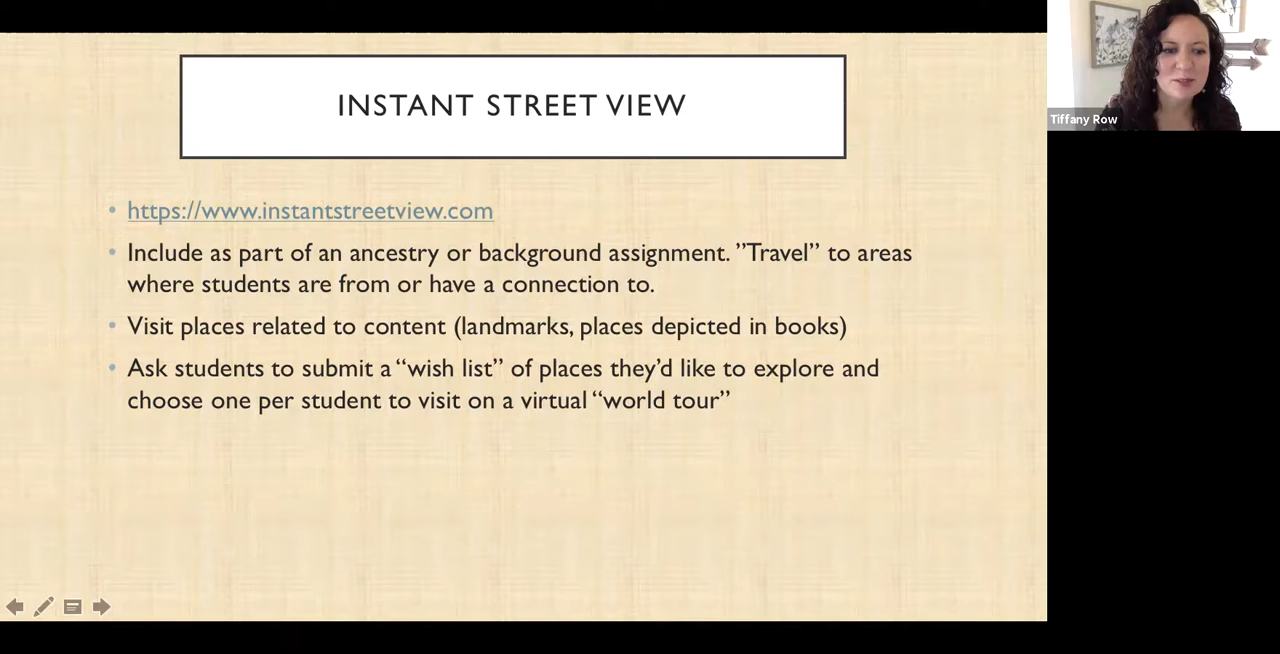 INSTANT STREET VIEW
Tiffany Row
https://www.instantstreetview.com
Include as part of an ancestry or background assignment. ”Travel” to areas
where students are from or have a connection to.
Visit places related to content (landmarks, places depicted in books)
Ask students to submit a “wish list” of places they’d like to explore and
choose one per student to visit on a virtual “world tour”